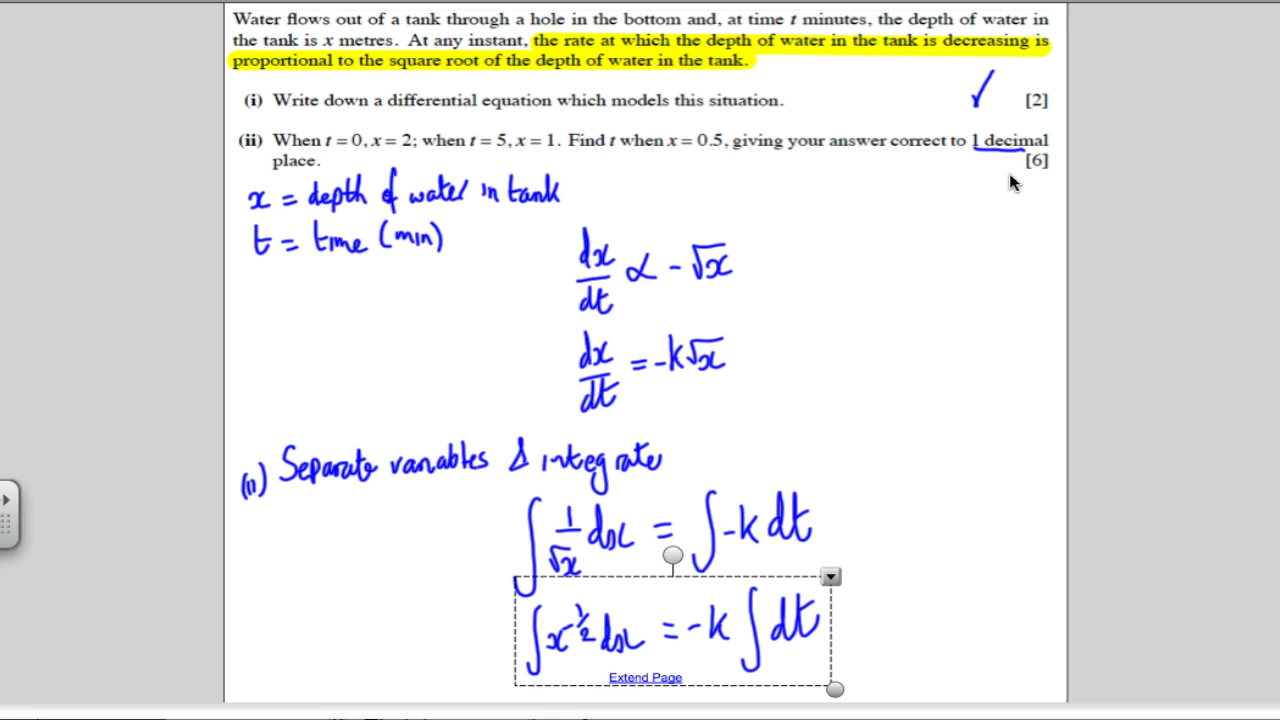 Water flows out of a tank through a hole in the bottom and, at time t minutes, the depth of water in
the tank is x metres. At any instant, the rate at which the depth of water in the tank is decreasing is
proportional to the square root of the depth of water in the tank.
(i) Write down a differential equation which models this situation. [2]
(ii) When t = 0, x = 2; when t = 5, x = 1. Find t when x = 0.5, giving your answer correct to 1 decimal
place. [6]
x = depth of water in tank
t = time (min)
dx/dt ∝ -√x
dx/dt = -k√x
(ii) Separate variables & integrate
∫ 1/√x dx = ∫ -k dt
∫ x^-1/2 dx = -k ∫ dt
Extend Page